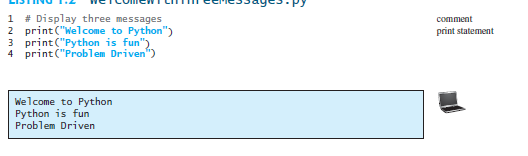 LISTING 1.2 WelcomeWithThreeMessages.py
1 # Display three messages
comment
2 print("Welcome to Python")
print statement
3 print("Python is fun")
4 print("Problem Driven")
Welcome to Python
Python is fun
Problem Driven